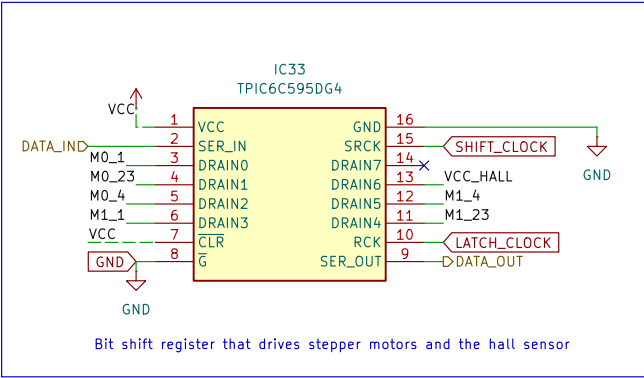 IC33
TPIC6C595DG4
VCC
1 VCC GND 16
DATA_IN 2 SER_IN SRCK 15 SHIFT_CLOCK
M0_1 3 DRAIN0 DRAIN7 14
M0_23 4 DRAIN1 DRAIN6 13 VCC_HALL
M0_4 5 DRAIN2 DRAIN5 12 M1_4
M1_1 6 DRAIN3 DRAIN4 11 M1_23
VCC 7 CLR RCK 10 LATCH_CLOCK
GND 8 G SER_OUT 9 DATA_OUT
GND
GND
Bit shift register that drives stepper motors and the hall sensor